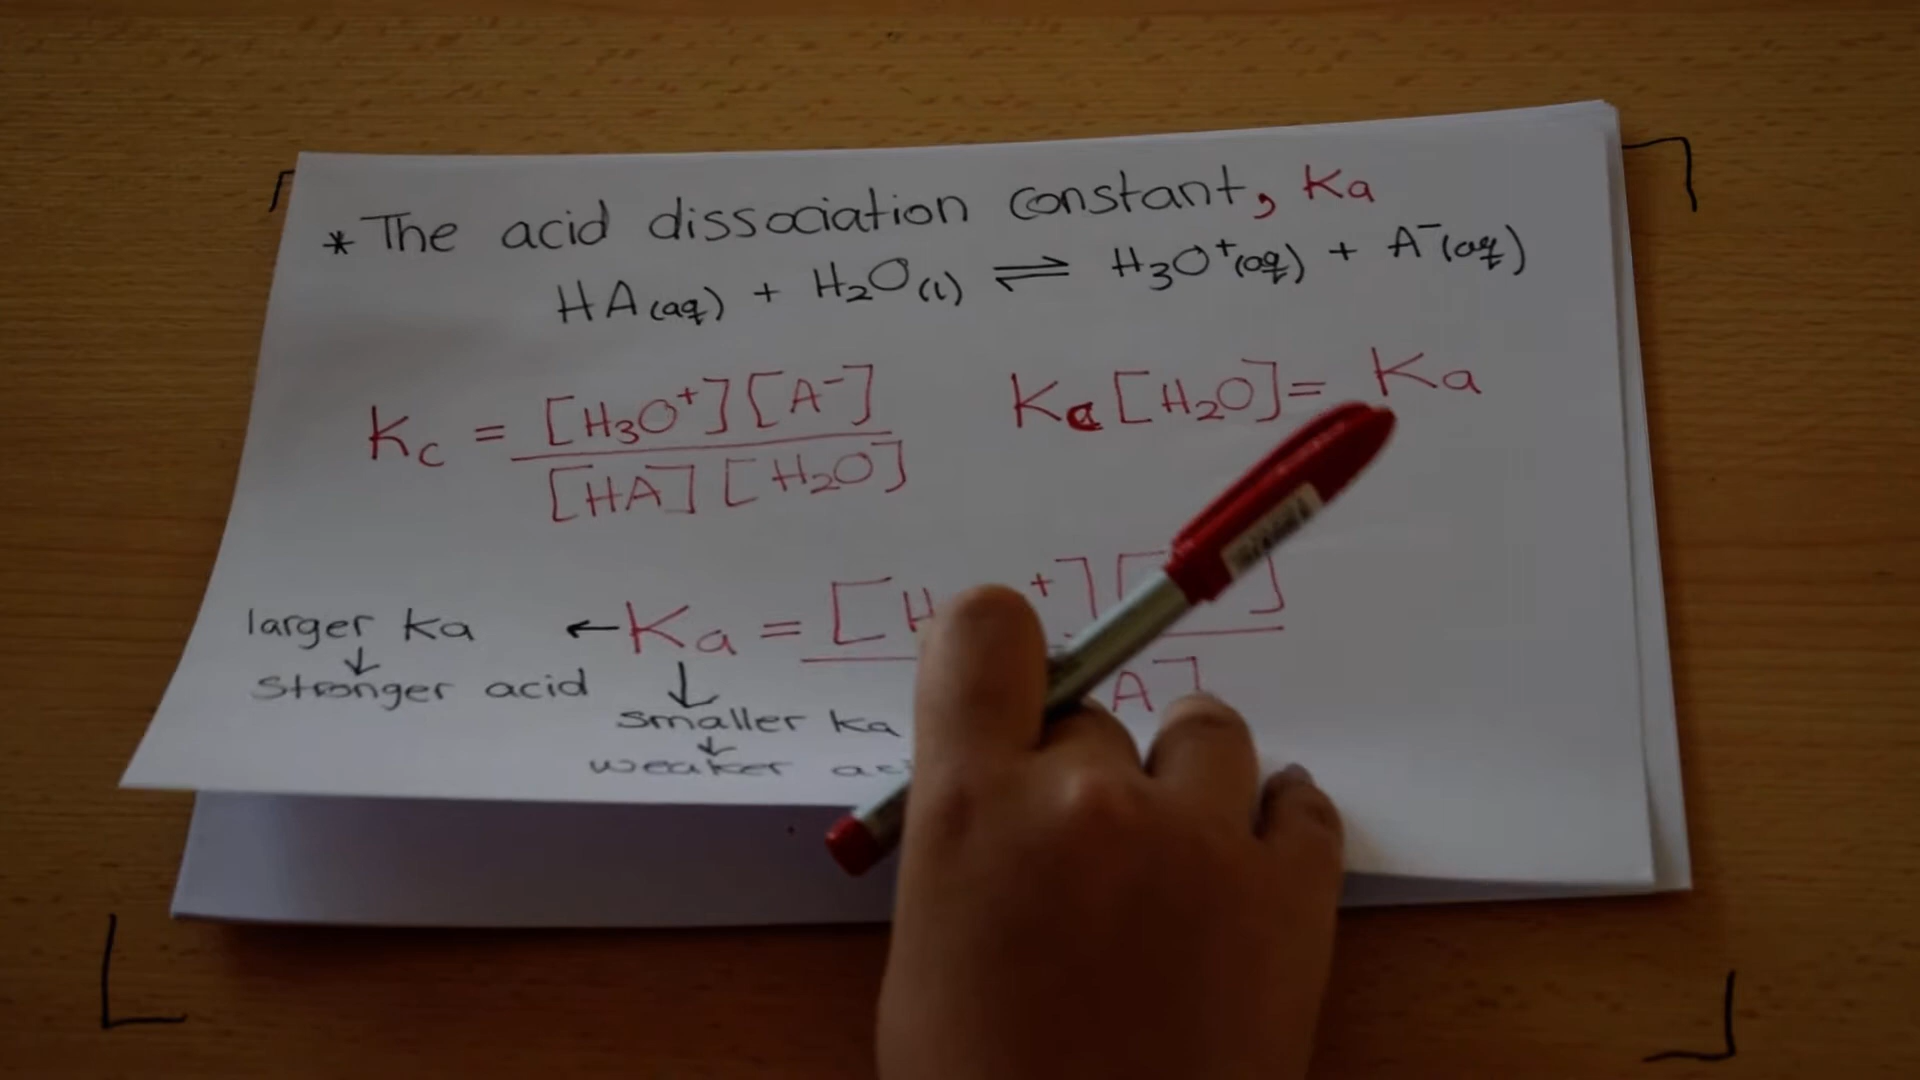 * The acid dissociation constant, Ka
HA(aq) + H₂O(l) ⇌ H₃O⁺(aq) + A⁻(aq)
Kc = [H₃O⁺][A⁻] / [HA][H₂O]
Kc[H₂O] = Ka
larger Ka ← Ka = [H + ][ ] / A]
↓
Stronger acid
↓
smaller Ka
↓
weaker